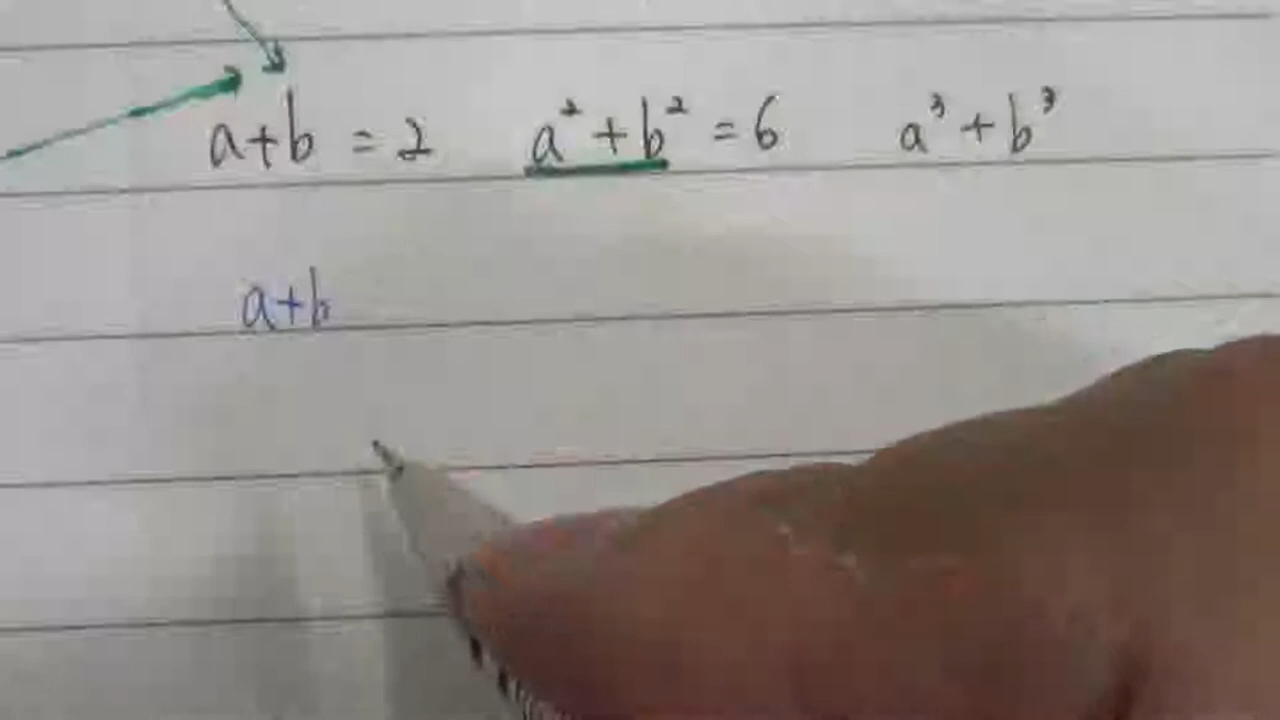 a+b = 2 a² + b² = 6 a³ + b³
a+b